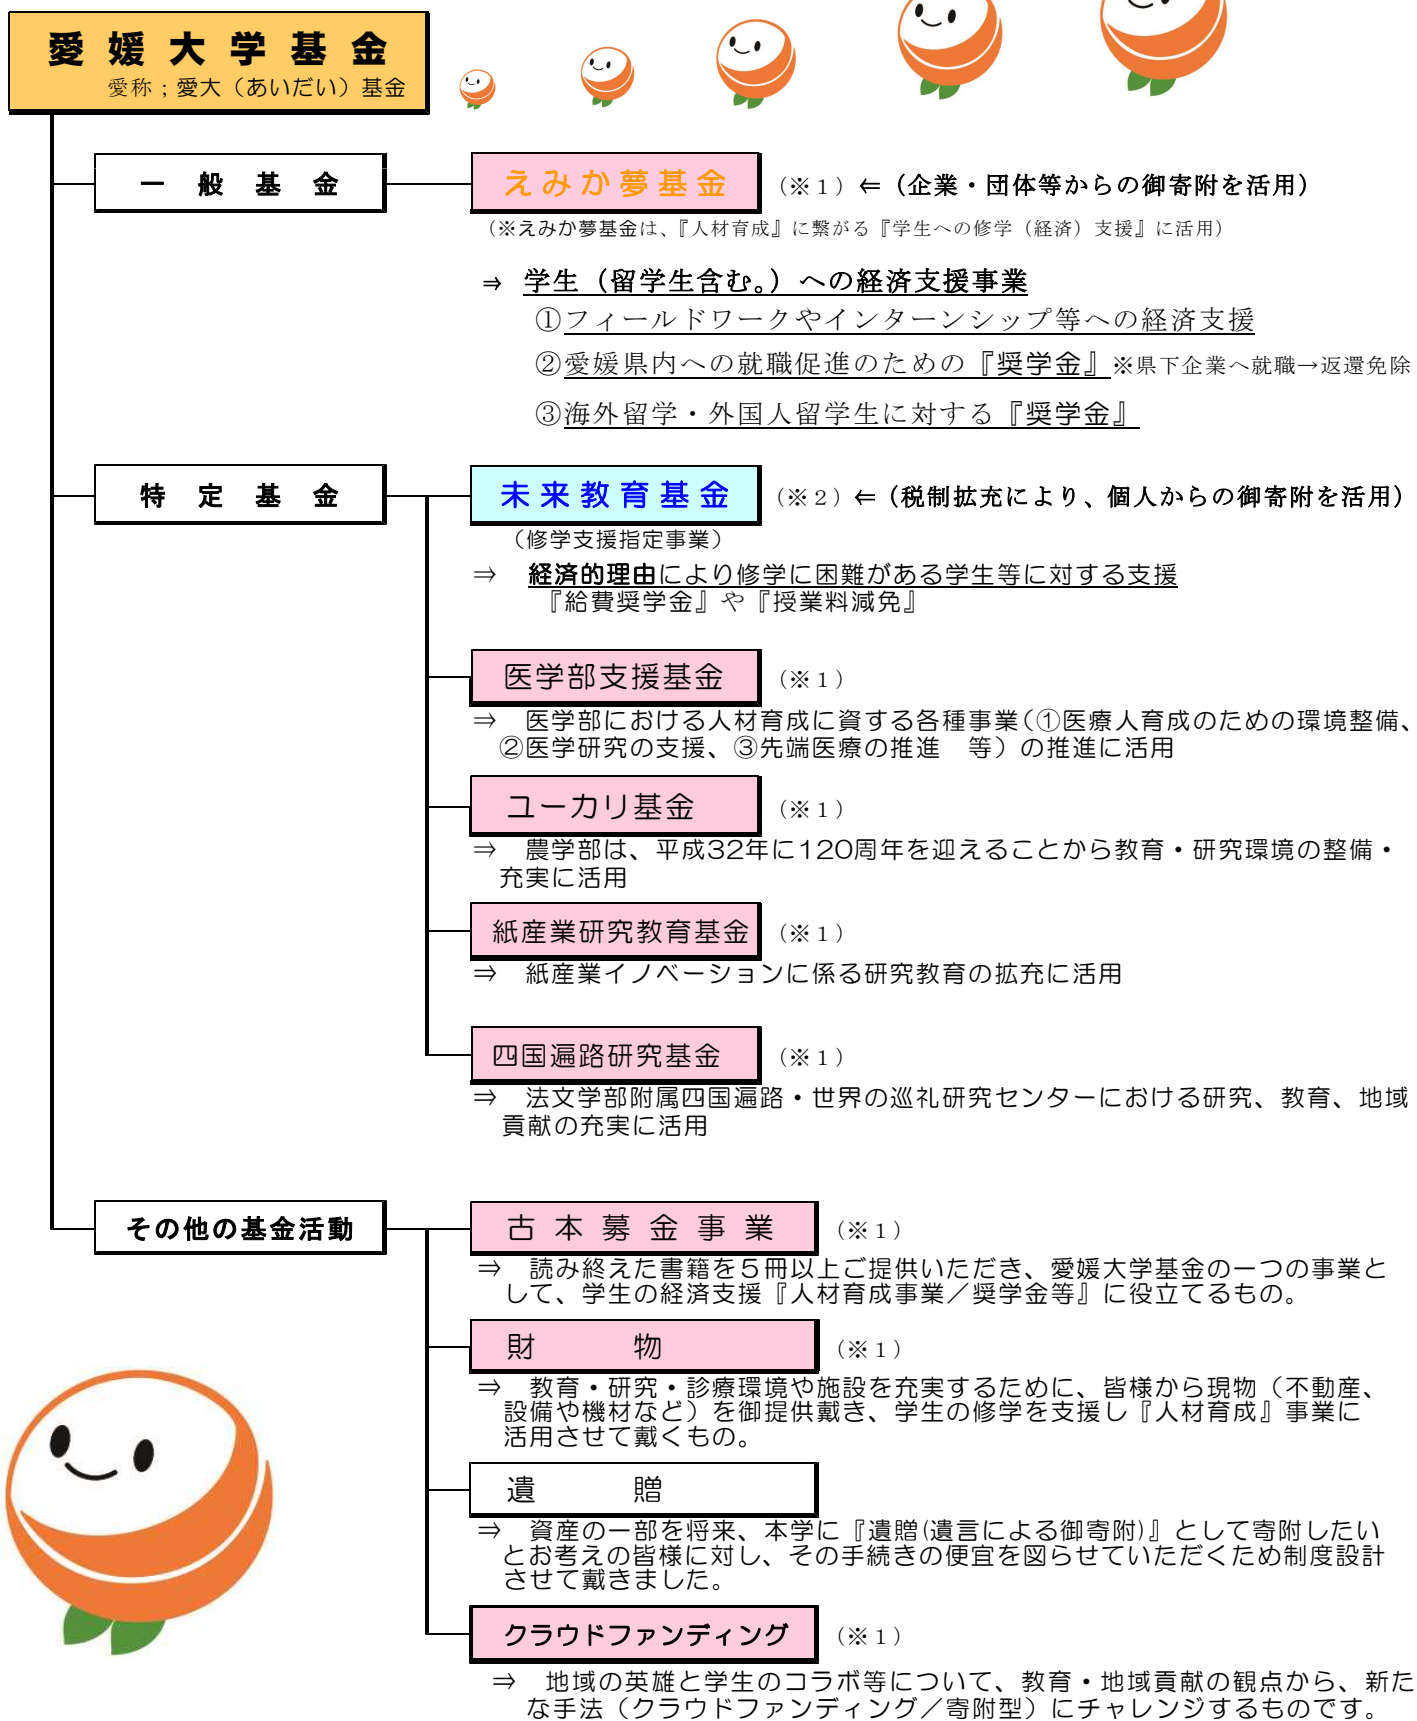 愛媛大学基金
愛称；愛大（あいだい）基金
一般基金
えみか夢基金 （※１）⇐（企業・団体等からの御寄附を活用）
（※えみか夢基金は、『人材育成』に繋がる『学生への修学（経済）支援』に活用）
⇒ 学生（留学生含む。）への経済支援事業
①フィールドワークやインターンシップ等への経済支援
②愛媛県内への就職促進のための『奨学金』※県下企業へ就職→返還免除
③海外留学・外国人留学生に対する『奨学金』
特定基金
未来教育基金 （※２）⇐（税制拡充により、個人からの御寄附を活用）
（修学支援指定事業）
⇒ 経済的理由により修学に困難がある学生等に対する支援
『給費奨学金』や『授業料減免』
医学部支援基金 （※１）
⇒ 医学部における人材育成に資する各種事業（①医療人育成のための環境整備、
②医学研究の支援、③先端医療の推進　等）の推進に活用
ユーカリ基金 （※１）
⇒ 農学部は、平成32年に120周年を迎えることから教育・研究環境の整備・
充実に活用
紙産業研究教育基金 （※１）
⇒ 紙産業イノベーションに係る研究教育の拡充に活用
四国遍路研究基金 （※１）
⇒ 法文学部附属四国遍路・世界の巡礼研究センターにおける研究、教育、地域
貢献の充実に活用
その他の基金活動
古本募金事業 （※１）
⇒ 読み終えた書籍を５冊以上ご提供いただき、愛媛大学基金の一つの事業と
して、学生の経済支援『人材育成事業／奨学金等』に役立てるもの。
財物 （※１）
⇒ 教育・研究・診療環境や施設を充実するために、皆様から現物（不動産、
設備や機材など）を御提供戴き、学生の修学を支援し『人材育成』事業に
活用させて戴くもの。
遺贈
⇒ 資産の一部を将来、本学に『遺贈(遺言による御寄附)』として寄附したい
とお考えの皆様に対し、その手続きの便宜を図らせていただくため制度設計
させて戴きました。
クラウドファンディング （※１）
⇒ 地域の英雄と学生のコラボ等について、教育・地域貢献の観点から、新た
な手法（クラウドファンディング／寄附型）にチャレンジするものです。